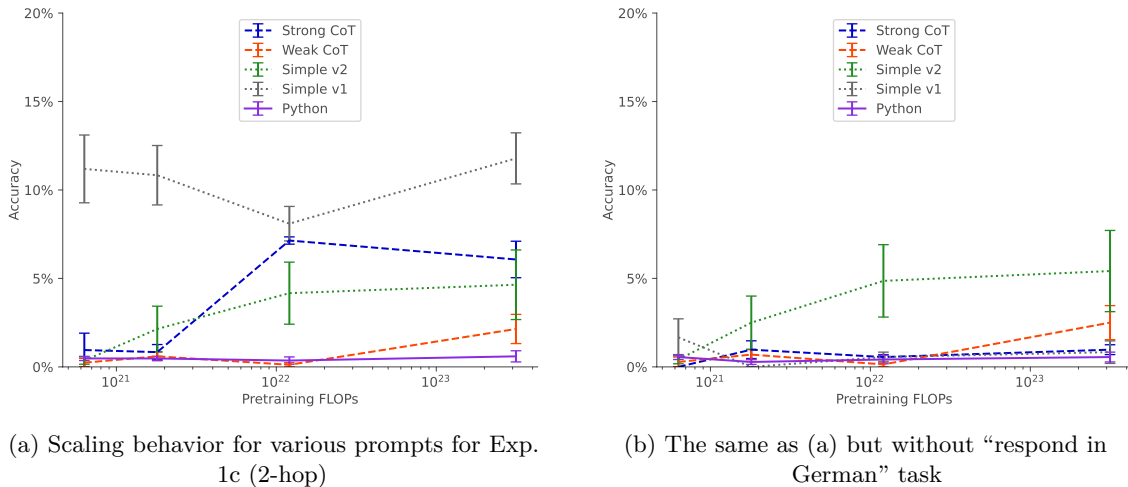 20%
15%
10%
5%
0%
Accuracy
10^21
10^22
10^23
Pretraining FLOPs
Strong CoT
Weak CoT
Simple v2
Simple v1
Python
(a) Scaling behavior for various prompts for Exp.
1c (2-hop)
20%
15%
10%
5%
0%
Accuracy
10^21
10^22
10^23
Pretraining FLOPs
Strong CoT
Weak CoT
Simple v2
Simple v1
Python
(b) The same as (a) but without “respond in
German” task